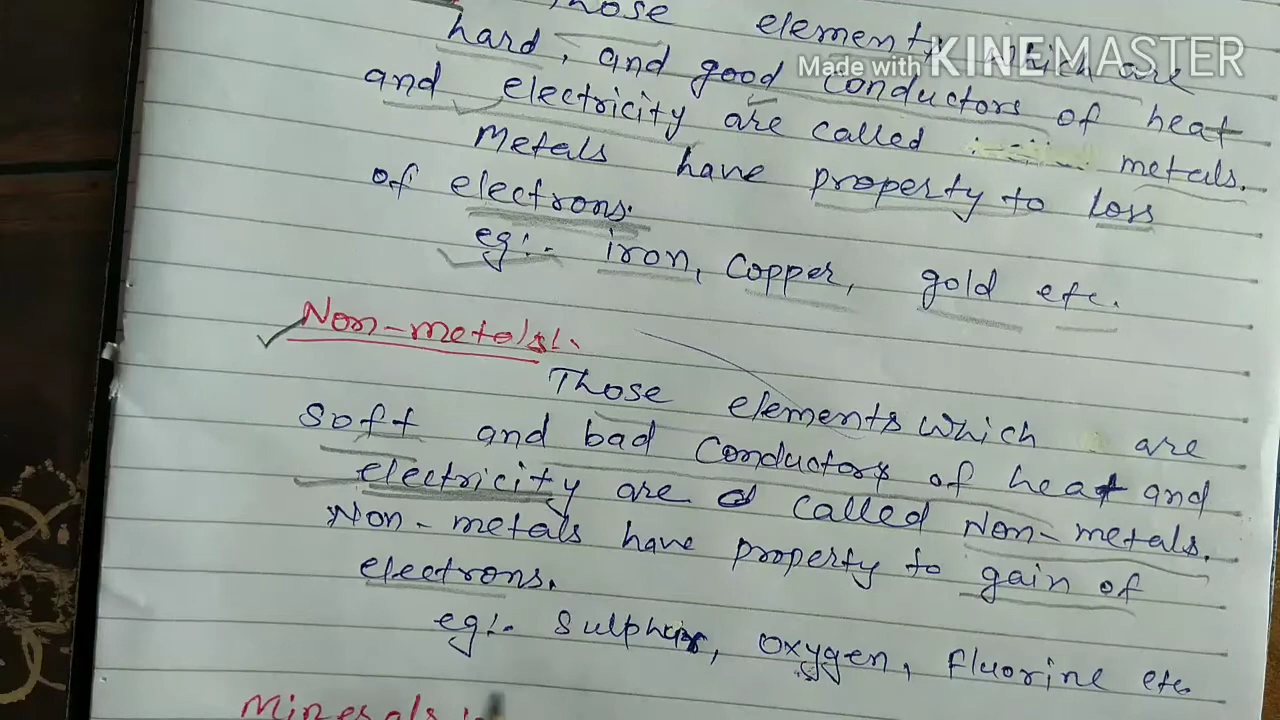 Those elements which are
hard, and good conductors of heat
and electricity are called metals.
Metals have property to loss
of electrons.
eg:- iron, Copper, gold etc.
Made with KINEMASTER
Non-metals:-
Those elements which are
soft and bad conductors of heat and
electricity are called Non-metals.
Non-metals have property to gain of
electrons.
eg:- Sulphur, oxygen, Fluorine etc.
Minerals:-